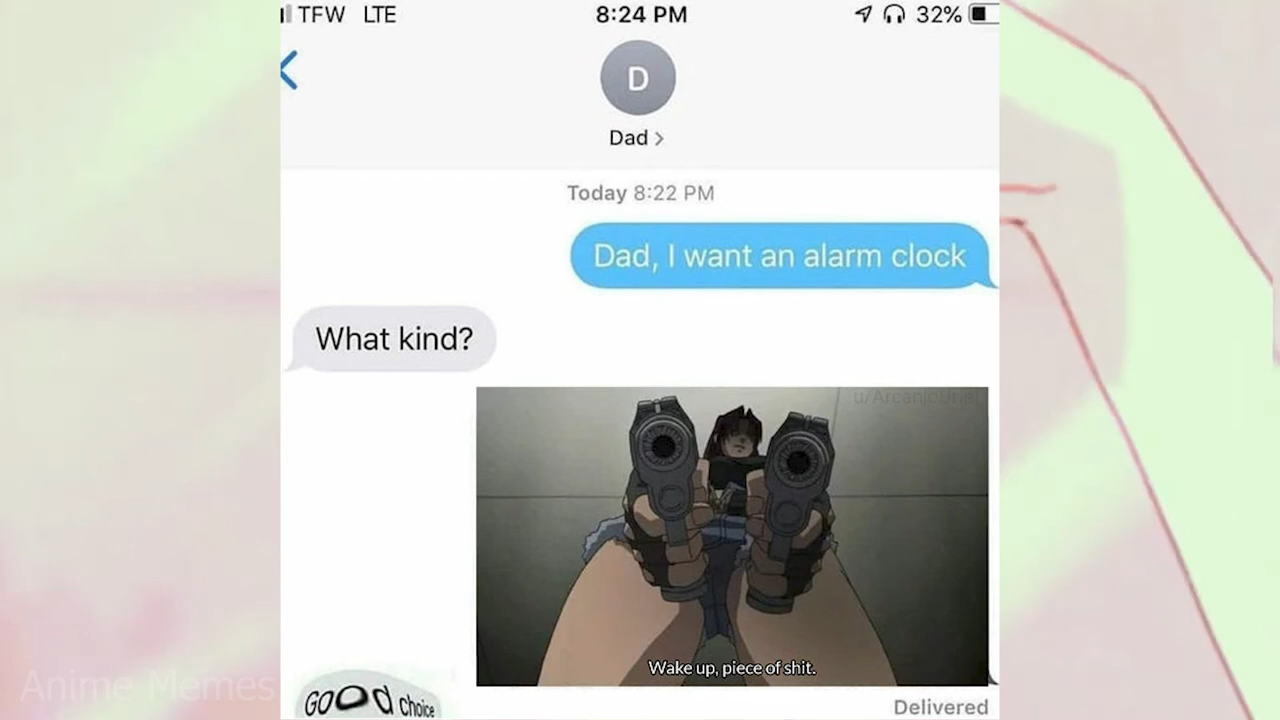 TFW LTE 8:24 PM 32%
D
Dad >
Today 8:22 PM
Dad, I want an alarm clock
What kind?
u/ArcanjoUriel
Wake up, piece of shit.
Anime Memes
GOOd choice
Delivered